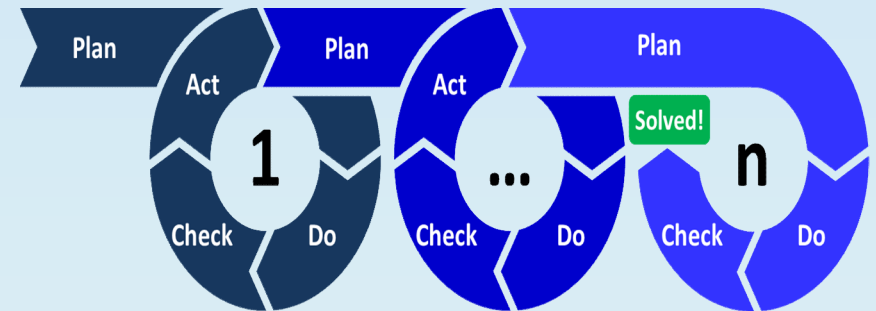 Plan
Act
1
Do
Check
Plan
Act
...
Do
Check
Plan
n
Do
Check
Solved!